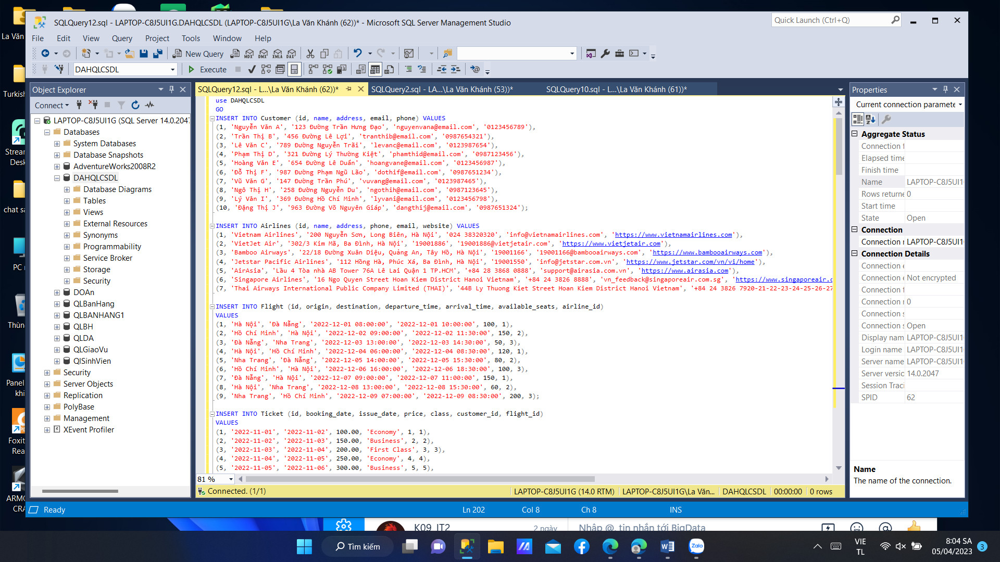 SQLQuery12.sql - LAPTOP-C8J5UI1G.DAHQLCSDL (LAPTOP-C8J5UI1G\La Văn Khánh (62))* - Microsoft SQL Server Management Studio
Quick Launch (Ctrl+Q)
File Edit View Query Project Tools Window Help
New Query
DAHQLCSDL Execute
Object Explorer
Connect
LAPTOP-C8J5UI1G (SQL Server 14.0.2047
Databases
System Databases
Database Snapshots
AdventureWorks2008R2
DAHQLCSDL
Database Diagrams
Tables
Views
External Resources
Synonyms
Programmability
Service Broker
Storage
Security
DOAn
QLBanHang
QLBANHANG1
QLBH
QLDA
QLGiaoVu
QlSinhVien
Security
Server Objects
Replication
PolyBase
Management
XEvent Profiler
SQLQuery12.sql - L...\La Văn Khánh (62))* SQLQuery2.sql - LA...\La Văn Khánh (53))* SQLQuery10.sql - L...\La Văn Khánh (61))*
use DAHQLCSDL
GO
INSERT INTO Customer (id, name, address, email, phone) VALUES
(1, 'Nguyễn Văn A', '123 Đường Trần Hưng Đạo', 'nguyenvana@email.com', '0123456789'),
(2, 'Trần Thị B', '456 Đường Lê Lợi', 'tranthib@email.com', '0987654321'),
(3, 'Lê Văn C', '789 Đường Nguyễn Trãi', 'levanc@email.com', '0123987654'),
(4, 'Phạm Thị D', '321 Đường Lý Thường Kiệt', 'phamthid@email.com', '0987123456'),
(5, 'Hoàng Văn E', '654 Đường Lê Duẩn', 'hoangvane@email.com', '0123456987'),
(6, 'Đỗ Thị F', '987 Đường Phạm Ngũ Lão', 'dothif@email.com', '0987651234'),
(7, 'Vũ Văn G', '147 Đường Trần Phú', 'vuvang@email.com', '0123987465'),
(8, 'Ngô Thị H', '258 Đường Nguyễn Du', 'ngothih@email.com', '0987123645'),
(9, 'Lý Văn I', '369 Đường Hồ Chí Minh', 'lyvani@email.com', '0123456798'),
(10, 'Đặng Thị J', '963 Đường Võ Nguyên Giáp', 'dangthij@email.com', '0987651324');
INSERT INTO Airlines (id, name, address, phone, email, website) VALUES
(1, 'Vietnam Airlines', '200 Nguyễn Sơn, Long Biên, Hà Nội', '024 38320320', 'info@vietnamairlines.com', 'https://www.vietnamairlines.com'),
(2, 'VietJet Air', '302/3 Kim Mã, Ba Đình, Hà Nội', '19001886', '19001886@vietjetair.com', 'https://www.vietjetair.com'),
(3, 'Bamboo Airways', '22/18 Đường Xuân Diệu, Quảng An, Tây Hồ, Hà Nội', '19001166', '19001166@bambooairways.com', 'https://www.bambooairways.com'),
(4, 'Jetstar Pacific Airlines', '112 Hồng Hà, Phúc Xá, Ba Đình, Hà Nội', '19001550', 'info@jetstar.com.vn', 'https://www.jetstar.com/vn/vi/home'),
(5, 'AirAsia', 'Lầu 4 Tòa nhà AB Tower 76A Lê Lai Quận 1 TP.HCM', '+84 28 3868 0888', 'support@airasia.com.vn', 'https://www.airasia.com'),
(6, 'Singapore Airlines', '16 Ngo Quyen Street Hoan Kiem District Hanoi Vietnam', '+84 24 3826 8888', 'vn_feedback@singaporeair.com.sg', 'https://www.singaporeair.c
(7, 'Thai Airways International Public Company Limited (THAI)', '44B Ly Thuong Kiet Street Hoan Kiem District Hanoi Vietnam', '+84 24 3826 7920-21-22-23-24-25-26-27
INSERT INTO Flight (id, origin, destination, departure_time, arrival_time, available_seats, airline_id)
VALUES
(1, 'Hà Nội', 'Đà Nẵng', '2022-12-01 08:00:00', '2022-12-01 10:00:00', 100, 1),
(2, 'Hồ Chí Minh', 'Hà Nội', '2022-12-02 09:00:00', '2022-12-02 11:30:00', 150, 2),
(3, 'Đà Nẵng', 'Nha Trang', '2022-12-03 13:00:00', '2022-12-03 14:30:00', 50, 3),
(4, 'Hà Nội', 'Hồ Chí Minh', '2022-12-04 06:00:00', '2022-12-04 08:30:00', 120, 1),
(5, 'Nha Trang', 'Đà Nẵng', '2022-12-05 14:00:00', '2022-12-05 15:30:00', 80, 2),
(6, 'Hồ Chí Minh', 'Hà Nội', '2022-12-06 16:00:00', '2022-12-06 18:30:00', 100, 3),
(7, 'Đà Nẵng', 'Hà Nội', '2022-12-07 09:00:00', '2022-12-07 11:00:00', 150, 1),
(8, 'Hà Nội', 'Nha Trang', '2022-12-08 13:00:00', '2022-12-08 15:30:00', 60, 2),
(9, 'Nha Trang', 'Hồ Chí Minh', '2022-12-09 07:00:00', '2022-12-09 08:30:00', 200, 3);
INSERT INTO Ticket (id, booking_date, issue_date, price, class, customer_id, flight_id)
VALUES
(1, '2022-11-01', '2022-11-02', 100.00, 'Economy', 1, 1),
(2, '2022-11-02', '2022-11-03', 150.00, 'Business', 2, 2),
(3, '2022-11-03', '2022-11-04', 200.00, 'First Class', 3, 3),
(4, '2022-11-04', '2022-11-05', 250.00, 'Economy', 4, 4),
(5, '2022-11-05', '2022-11-06', 300.00, 'Business', 5, 5),
81 %
Connected. (1/1) LAPTOP-C8J5UI1G (14.0 RTM) LAPTOP-C8J5UI1G\La Văn... DAHQLCSDL 00:00:00 0 rows
Properties
Current connection paramete
Aggregate Status
Connection f
Elapsed time
Finish time
Name LAPTOP-C8J5UI1
Rows returne 0
Start time
State Open
Connection
Connection r LAPTOP-C8J5UI1
Connection Details
Connection e
Connection e Not encrypted
Connection f
Connection r 0
Connection s
Connection s Open
Display nam LAPTOP-C8J5UI1
Login name LAPTOP-C8J5UI1
Server name LAPTOP-C8J5UI1
Server versio 14.0.2047
Session Traci
SPID 62
Name
The name of the connection.
Ready Ln 202 Col 8 Ch 8 INS
La Văn
Turkish
Stream
Desk
chat sa
PC
Thùn
Panel
khi
Foxit
Rea
ARMO
CRA
K09_IT2 2 ngày Nhập @, tin nhắn tới BigData
Tìm kiếm
Zalo
VIE
TL
8:04 SA
05/04/2023
3